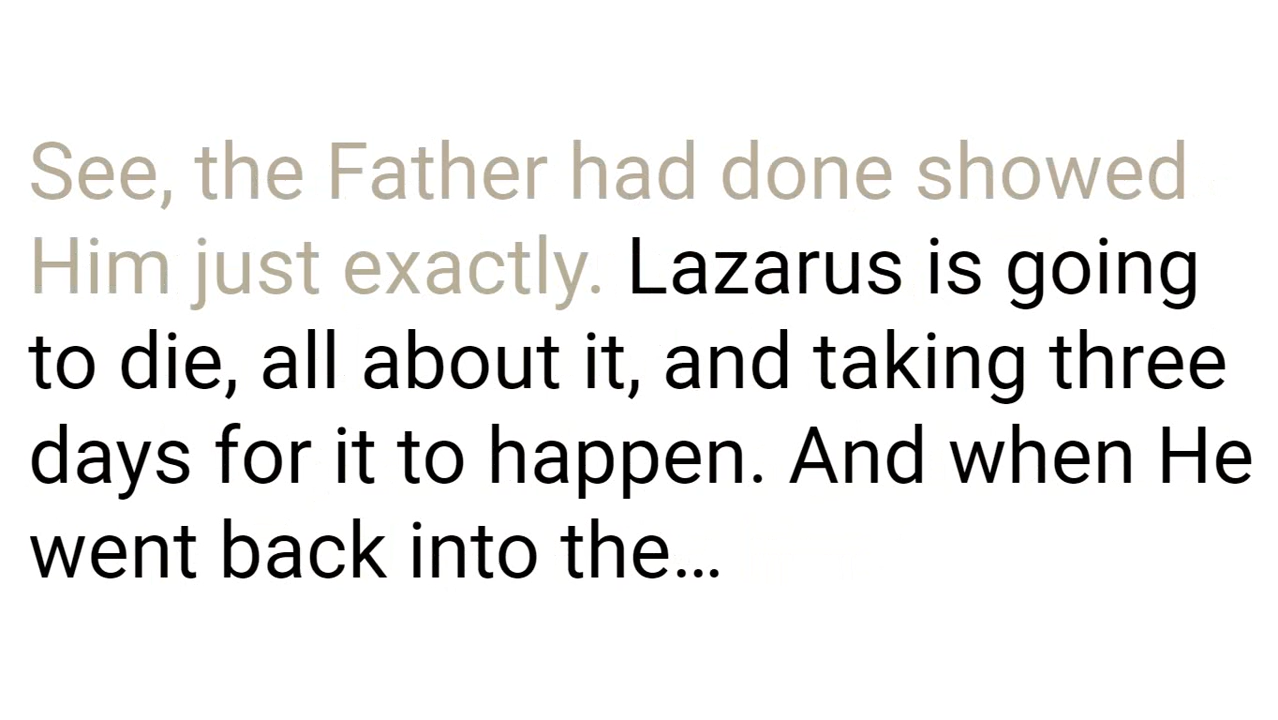 See, the Father had done showed
Him just exactly. Lazarus is going
to die, all about it, and taking three
days for it to happen. And when He
went back into the…